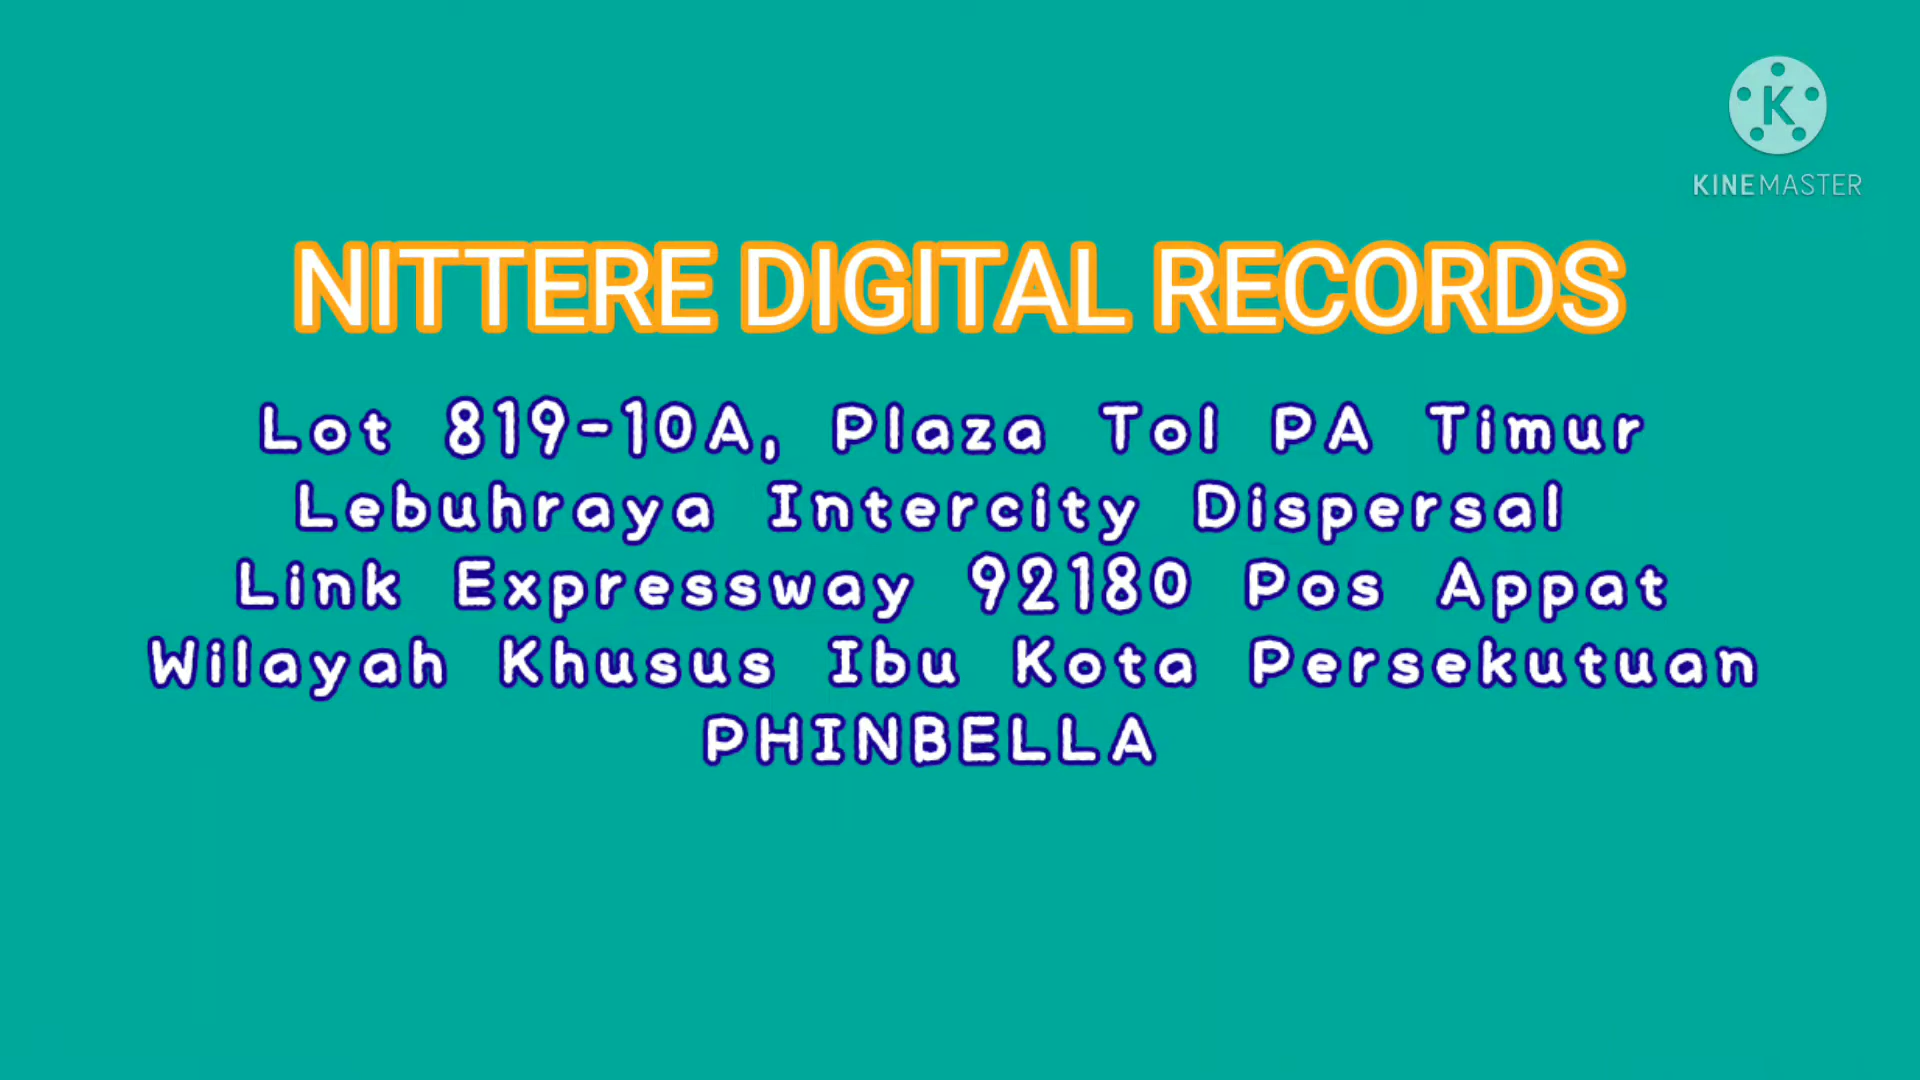 K
KINEMASTER
NITTERE DIGITAL RECORDS
Lot 819-10A, Plaza Tol PA Timur
Lebuhraya Intercity Dispersal
Link Expressway 92180 Pos Appat
Wilayah Khusus Ibu Kota Persekutuan
PHINBELLA